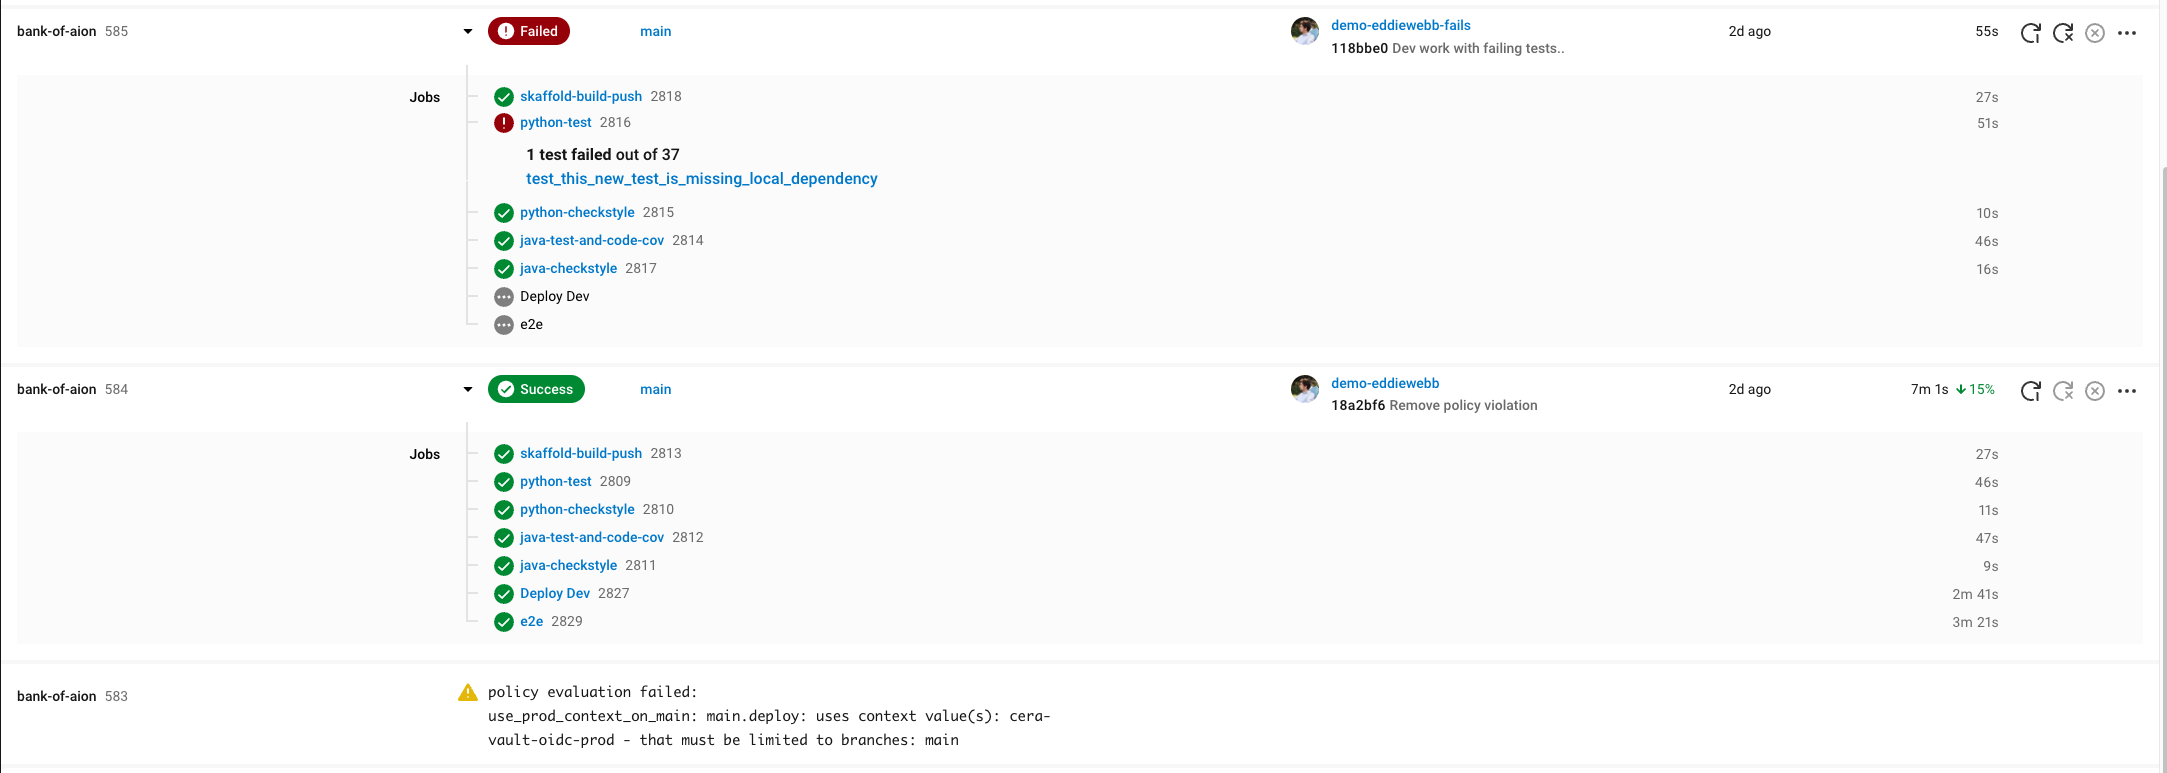 bank-of-aion 585 Failed main demo-eddiewebb-fails 2d ago 55s
118bbe0 Dev work with failing tests..
Jobs skaffold-build-push 2818 27s
python-test 2816 51s
1 test failed out of 37
test_this_new_test_is_missing_local_dependency
python-checkstyle 2815 10s
java-test-and-code-cov 2814 46s
java-checkstyle 2817 16s
Deploy Dev
e2e
bank-of-aion 584 Success main demo-eddiewebb 2d ago 7m 1s 15%
18a2bf6 Remove policy violation
Jobs skaffold-build-push 2813 27s
python-test 2809 46s
python-checkstyle 2810 11s
java-test-and-code-cov 2812 47s
java-checkstyle 2811 9s
Deploy Dev 2827 2m 41s
e2e 2829 3m 21s
bank-of-aion 583 policy evaluation failed:
use_prod_context_on_main: main.deploy: uses context value(s): cera-
vault-oidc-prod - that must be limited to branches: main